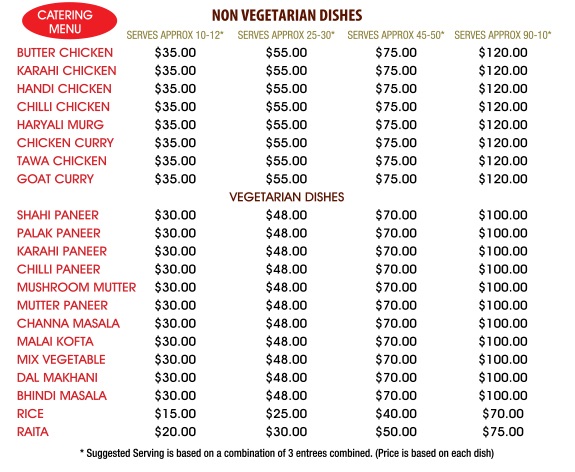 CATERING
MENU
NON VEGETARIAN DISHES
SERVES APPROX 10-12* SERVES APPROX 25-30* SERVES APPROX 45-50* SERVES APPROX 90-10*
BUTTER CHICKEN $35.00 $55.00 $75.00 $120.00
KARAHI CHICKEN $35.00 $55.00 $75.00 $120.00
HANDI CHICKEN $35.00 $55.00 $75.00 $120.00
CHILLI CHICKEN $35.00 $55.00 $75.00 $120.00
HARYALI MURG $35.00 $55.00 $75.00 $120.00
CHICKEN CURRY $35.00 $55.00 $75.00 $120.00
TAWA CHICKEN $35.00 $55.00 $75.00 $120.00
GOAT CURRY $35.00 $55.00 $75.00 $120.00
VEGETARIAN DISHES
SHAHI PANEER $30.00 $48.00 $70.00 $100.00
PALAK PANEER $30.00 $48.00 $70.00 $100.00
KARAHI PANEER $30.00 $48.00 $70.00 $100.00
CHILLI PANEER $30.00 $48.00 $70.00 $100.00
MUSHROOM MUTTER $30.00 $48.00 $70.00 $100.00
MUTTER PANEER $30.00 $48.00 $70.00 $100.00
CHANNA MASALA $30.00 $48.00 $70.00 $100.00
MALAI KOFTA $30.00 $48.00 $70.00 $100.00
MIX VEGETABLE $30.00 $48.00 $70.00 $100.00
DAL MAKHANI $30.00 $48.00 $70.00 $100.00
BHINDI MASALA $30.00 $48.00 $70.00 $100.00
RICE $15.00 $25.00 $40.00 $70.00
RAITA $20.00 $30.00 $50.00 $75.00
* Suggested Serving is based on a combination of 3 entrees combined. (Price is based on each dish)